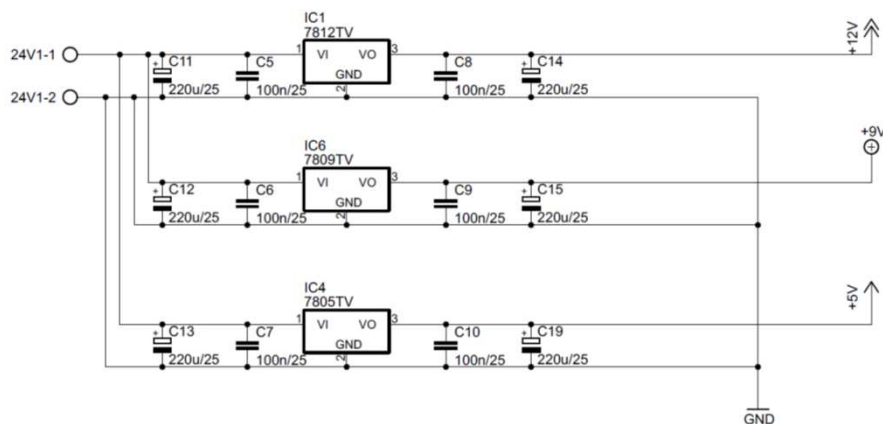 IC1
7812TV
24V1-1
C11
C5
1
VI
VO
3
C8
C14
+12V
GND
+
220u/25
100n/25
2
100n/25
+
220u/25
24V1-2
IC6
7809TV
+9V
C12
C6
1
VI
VO
3
C9
C15
GND
+
220u/25
100n/25
2
100n/25
+
220u/25
IC4
7805TV
+5V
C13
C7
1
VI
VO
3
C10
C19
GND
+
220u/25
100n/25
2
100n/25
+
220u/25
GND